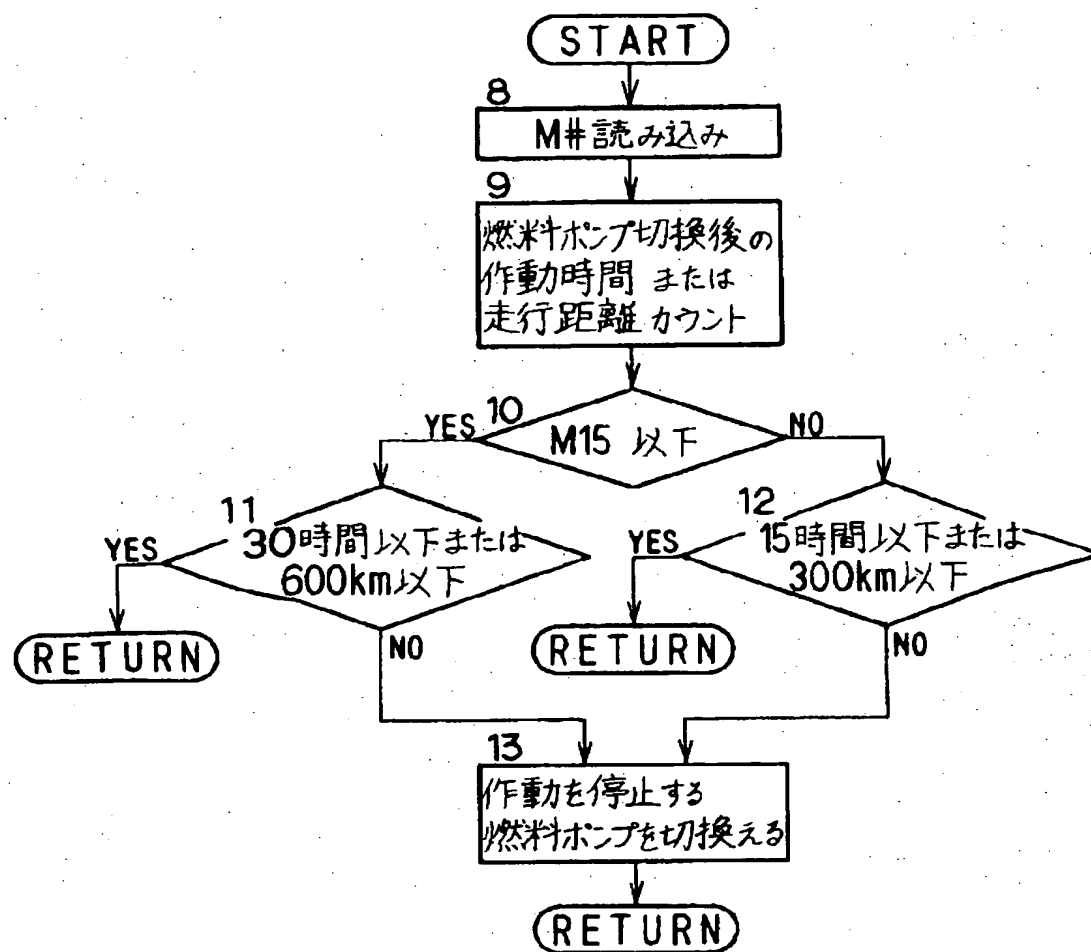 START
8
M#読み込み
9
燃料ポンプ切換後の
作動時間 または
走行距離カウント
10
YES
NO
M15 以下
11
YES
30時間以下または
600km以下
NO
RETURN
12
YES
15時間以下または
300km以下
NO
RETURN
13
作動を停止する
燃料ポンプを切換える
RETURN